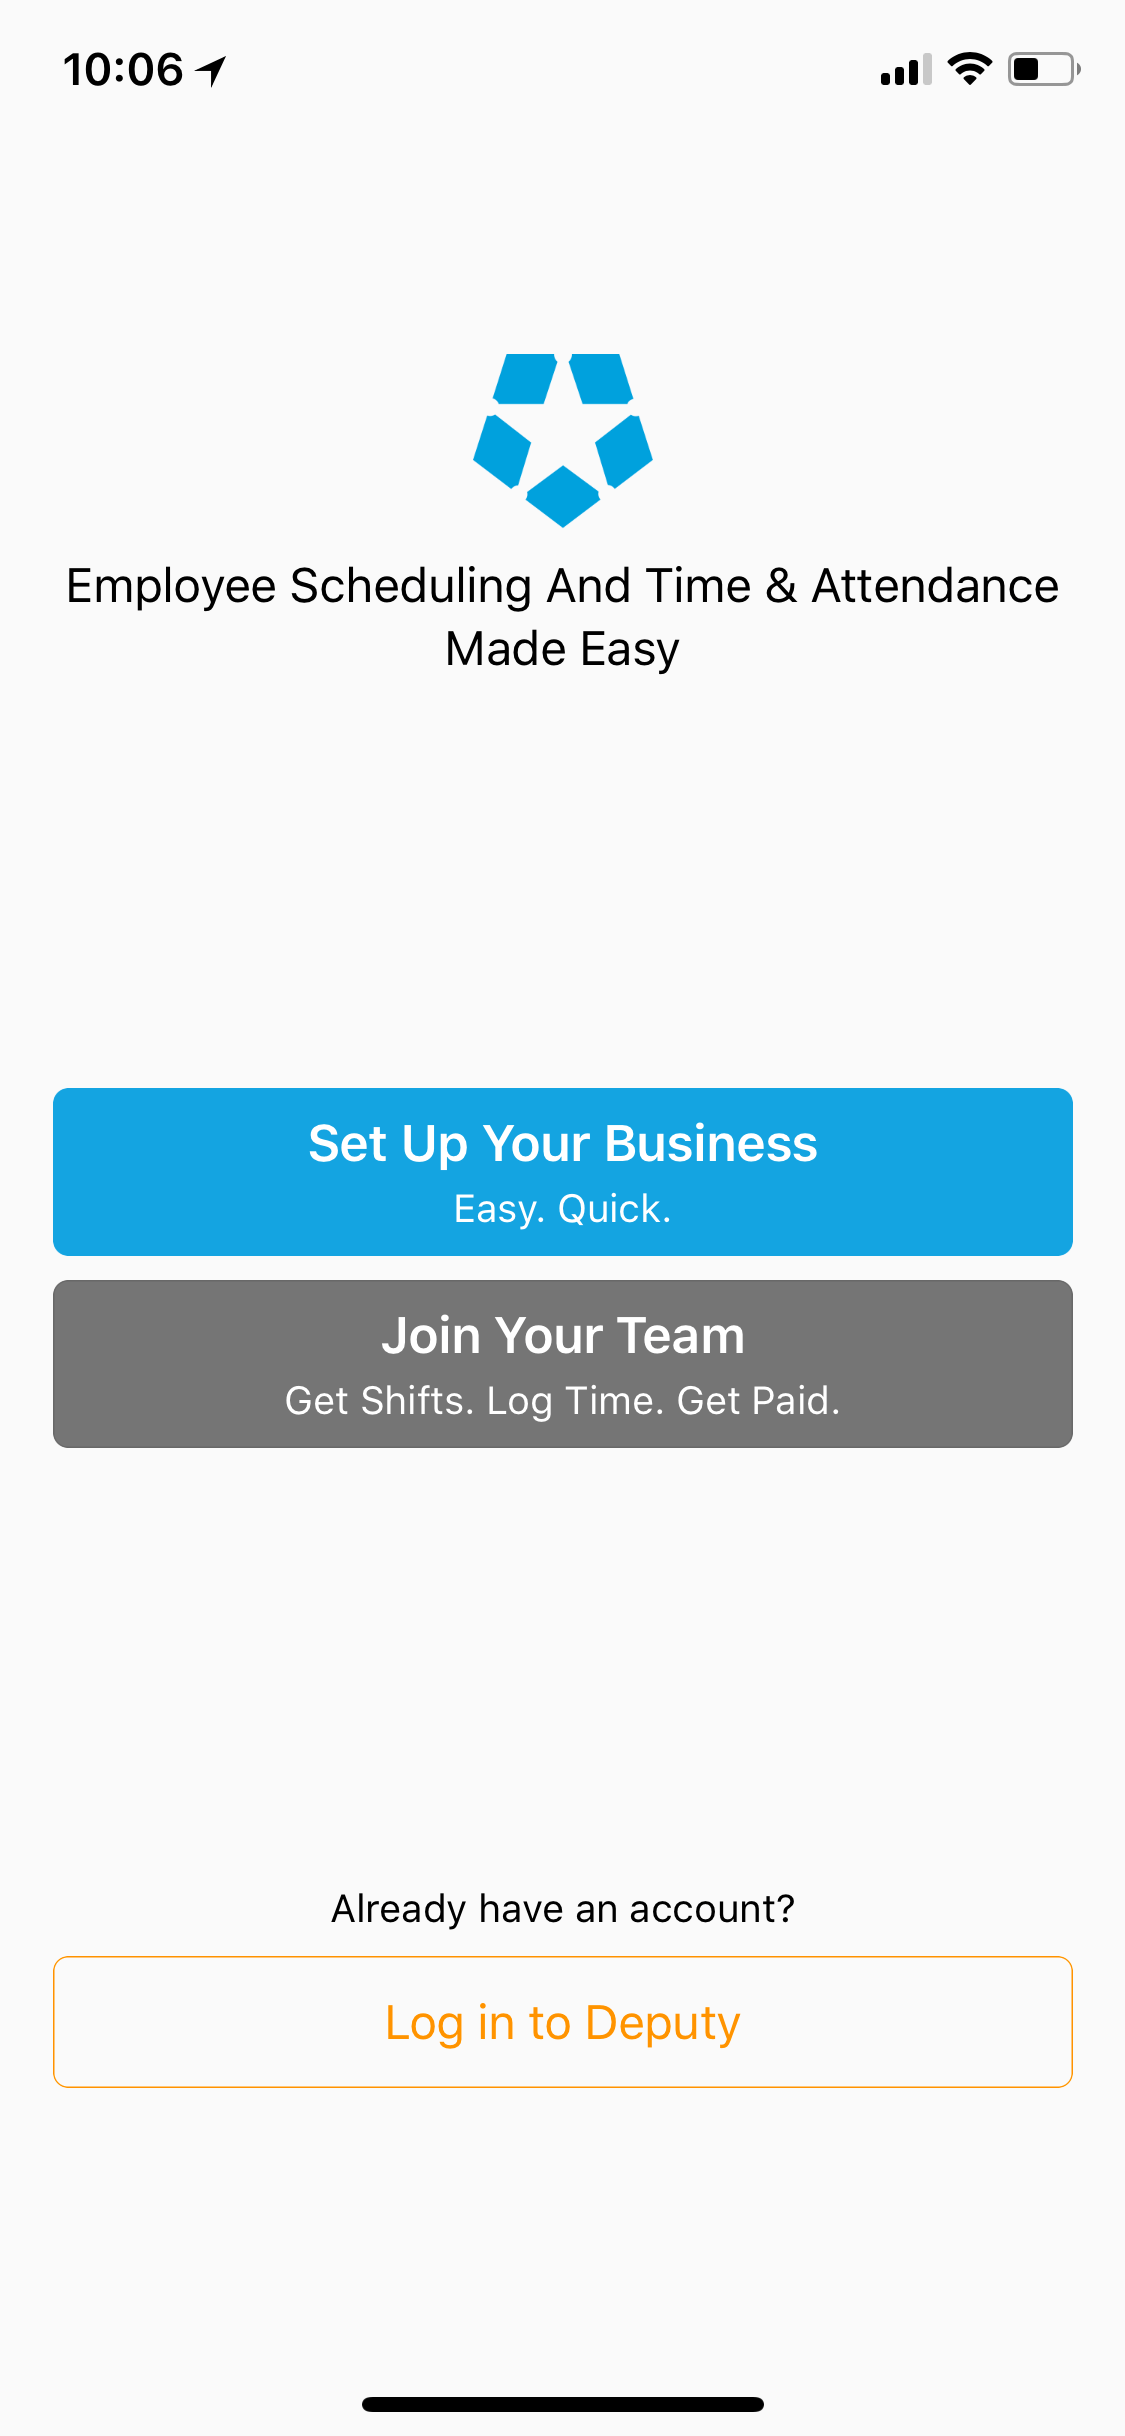 10:06
Employee Scheduling And Time & Attendance
Made Easy
Set Up Your Business
Easy. Quick.
Join Your Team
Get Shifts. Log Time. Get Paid.
Already have an account?
Log in to Deputy